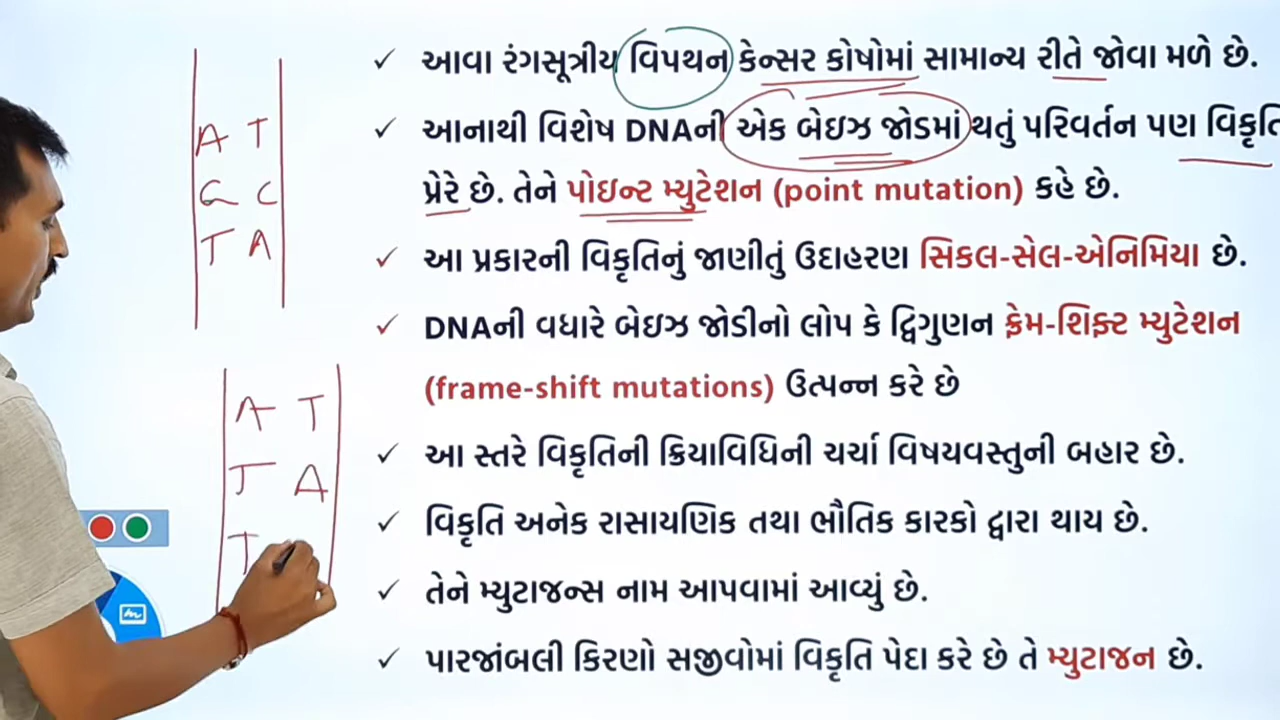 A T
G C
T A
A T
T A
T
✓ આવા રંગસૂત્રીય વિપથન કેન્સર કોષોમાં સામાન્ય રીતે જોવા મળે છે.
✓ આનાથી વિશેષ DNAની એક બેઇઝ જોડમાં થતું પરિવર્તન પણ વિકૃતિ
પ્રેરે છે. તેને પોઇન્ટ મ્યુટેશન (point mutation) કહે છે.
✓ આ પ્રકારની વિકૃતિનું જાણીતું ઉદાહરણ સિકલ-સેલ-એનિમિયા છે.
✓ DNAની વધારે બેઇઝ જોડીનો લોપ કે દ્વિગુણન ફ્રેમ-શિફ્ટ મ્યુટેશન
(frame-shift mutations) ઉત્પન્ન કરે છે
✓ આ સ્તરે વિકૃતિની ક્રિયાવિધિની ચર્ચા વિષયવસ્તુની બહાર છે.
✓ વિકૃતિ અનેક રાસાયણિક તથા ભૌતિક કારકો દ્વારા થાય છે.
✓ તેને મ્યુટાજન્સ નામ આપવામાં આવ્યું છે.
✓ પારજાંબલી કિરણો સજીવોમાં વિકૃતિ પેદા કરે છે તે મ્યુટાજન છે.